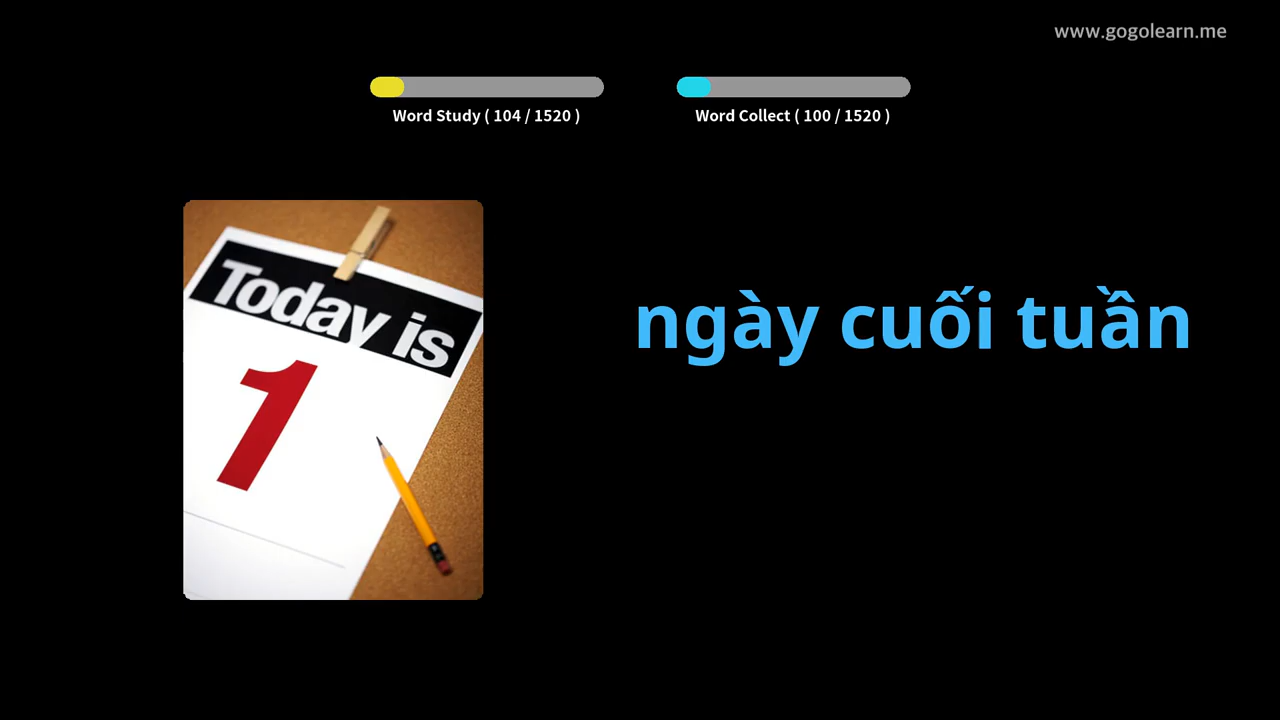 www.gogolearn.me
Word Study ( 104 / 1520 )
Word Collect ( 100 / 1520 )
Today is
1
ngày cuối tuần